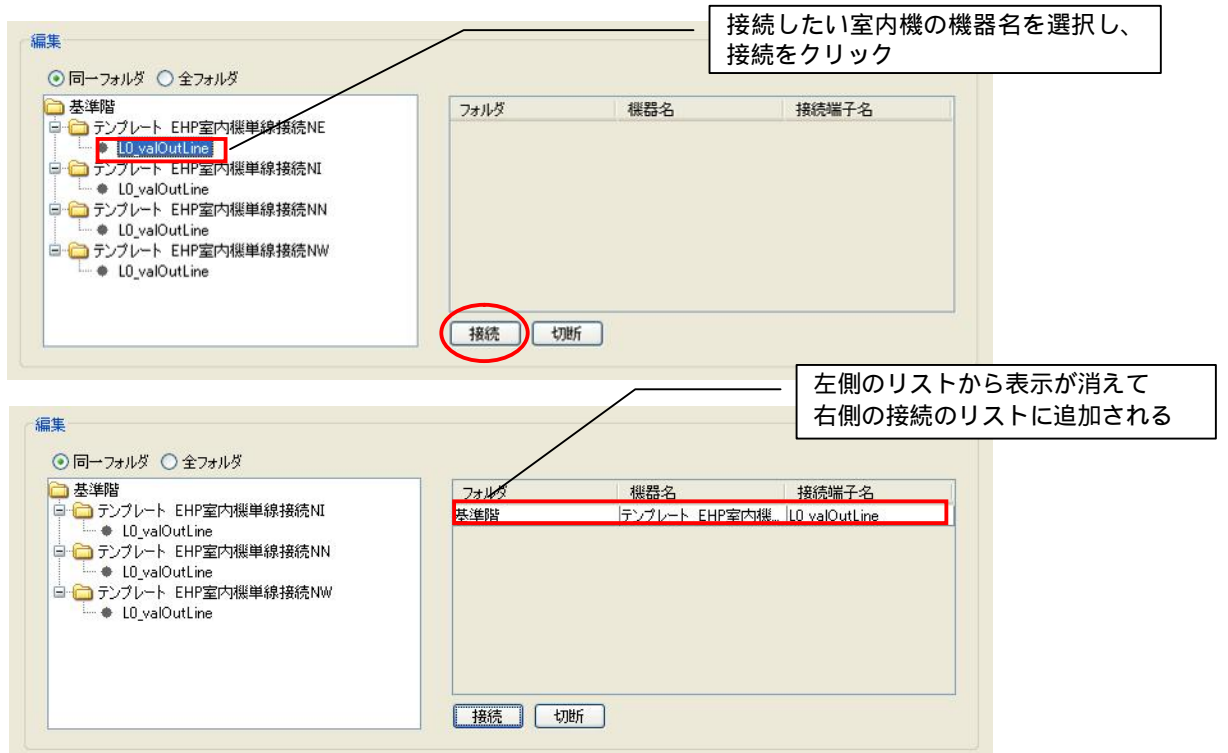 接続したい室内機の機器名を選択し、
接続をクリック
編集
同一フォルダ 全フォルダ
基準階
テンプレート EHP室内機単線接続NE
L0_valOutLine
テンプレート EHP室内機単線接続NI
L0_valOutLine
テンプレート EHP室内機単線接続NN
L0_valOutLine
テンプレート EHP室内機単線接続NW
L0_valOutLine
フォルダ 機器名 接続端子名
接続 切断
左側のリストから表示が消えて
右側の接続のリストに追加される
編集
同一フォルダ 全フォルダ
基準階
テンプレート EHP室内機単線接続NI
L0_valOutLine
テンプレート EHP室内機単線接続NN
L0_valOutLine
テンプレート EHP室内機単線接続NW
L0_valOutLine
フォルダ 機器名 接続端子名
基準階 テンプレート EHP室内機... L0_valOutLine
接続 切断